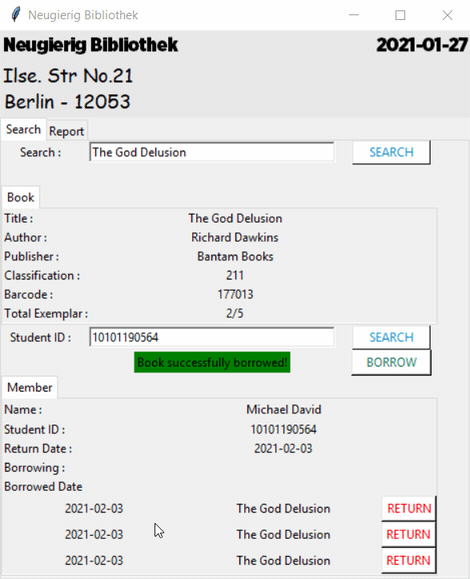 Neugierig Bibliothek
Neugierig Bibliothek 2021-01-27
Ilse. Str No.21
Berlin - 12053
Search Report
Search : The God Delusion SEARCH
Book
Title : The God Delusion
Author : Richard Dawkins
Publisher : Bantam Books
Classification : 211
Barcode : 177013
Total Exemplar : 2/5
Student ID : 10101190564 SEARCH
Book successfully borrowed! BORROW
Member
Name : Michael David
Student ID : 10101190564
Return Date : 2021-02-03
Borrowing :
Borrowed Date
2021-02-03 The God Delusion RETURN
2021-02-03 The God Delusion RETURN
2021-02-03 The God Delusion RETURN